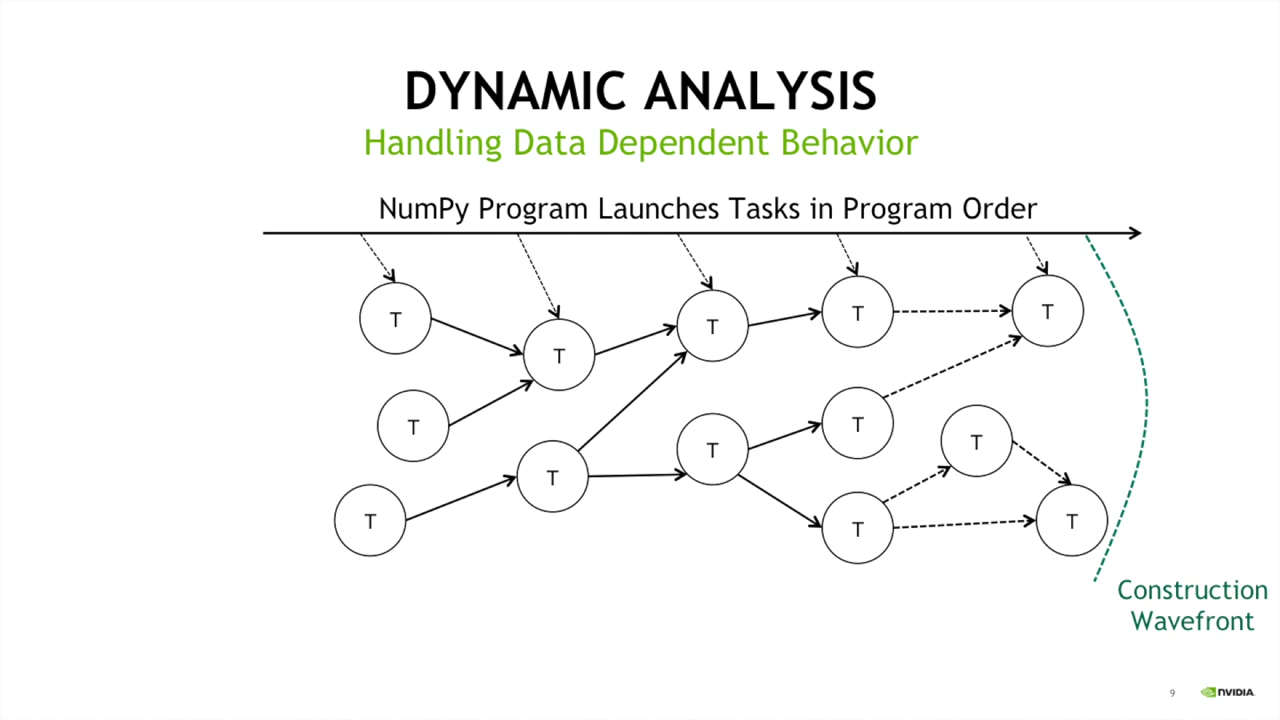 DYNAMIC ANALYSIS
Handling Data Dependent Behavior
NumPy Program Launches Tasks in Program Order
T
T
T
T
T
T
T
T
T
T
T
T
T
Construction
Wavefront
9
NVIDIA.